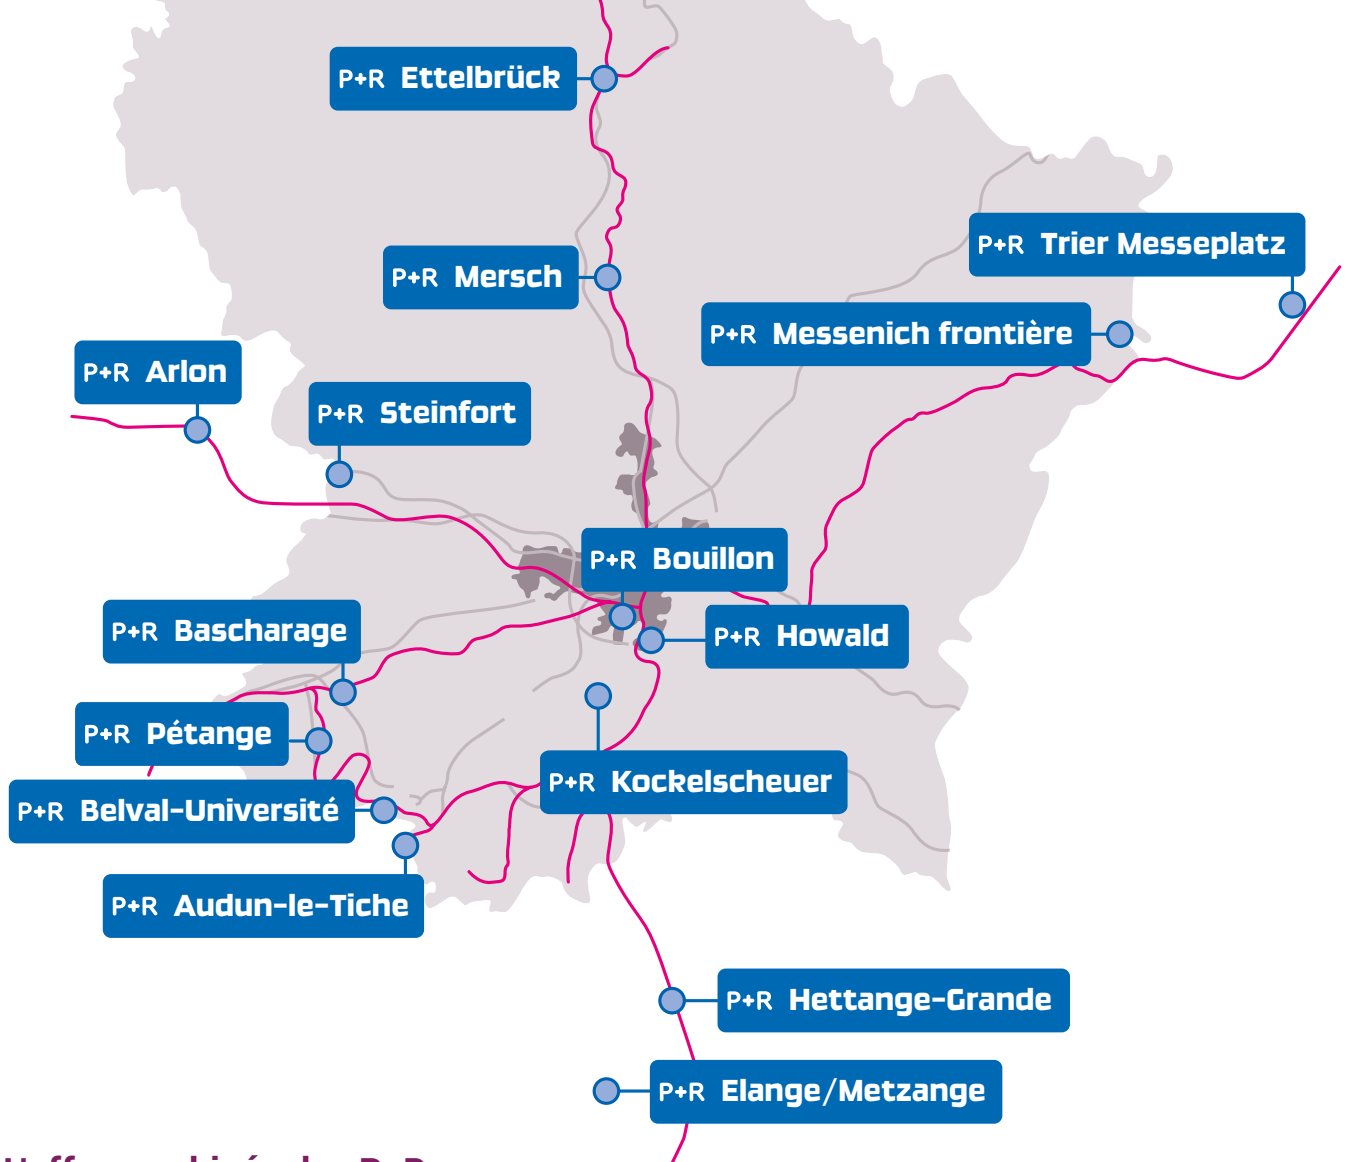 P+R Ettelbrück
P+R Trier Messeplatz
P+R Mersch
P+R Messenich frontière
P+R Arlon
P+R Steinfort
P+R Bouillon
P+R Bascharage
P+R Howald
P+R Pétange
P+R Kockelscheuer
P+R Belval-Université
P+R Audun-le-Tiche
P+R Hettange-Grande
P+R Elange/Metzange